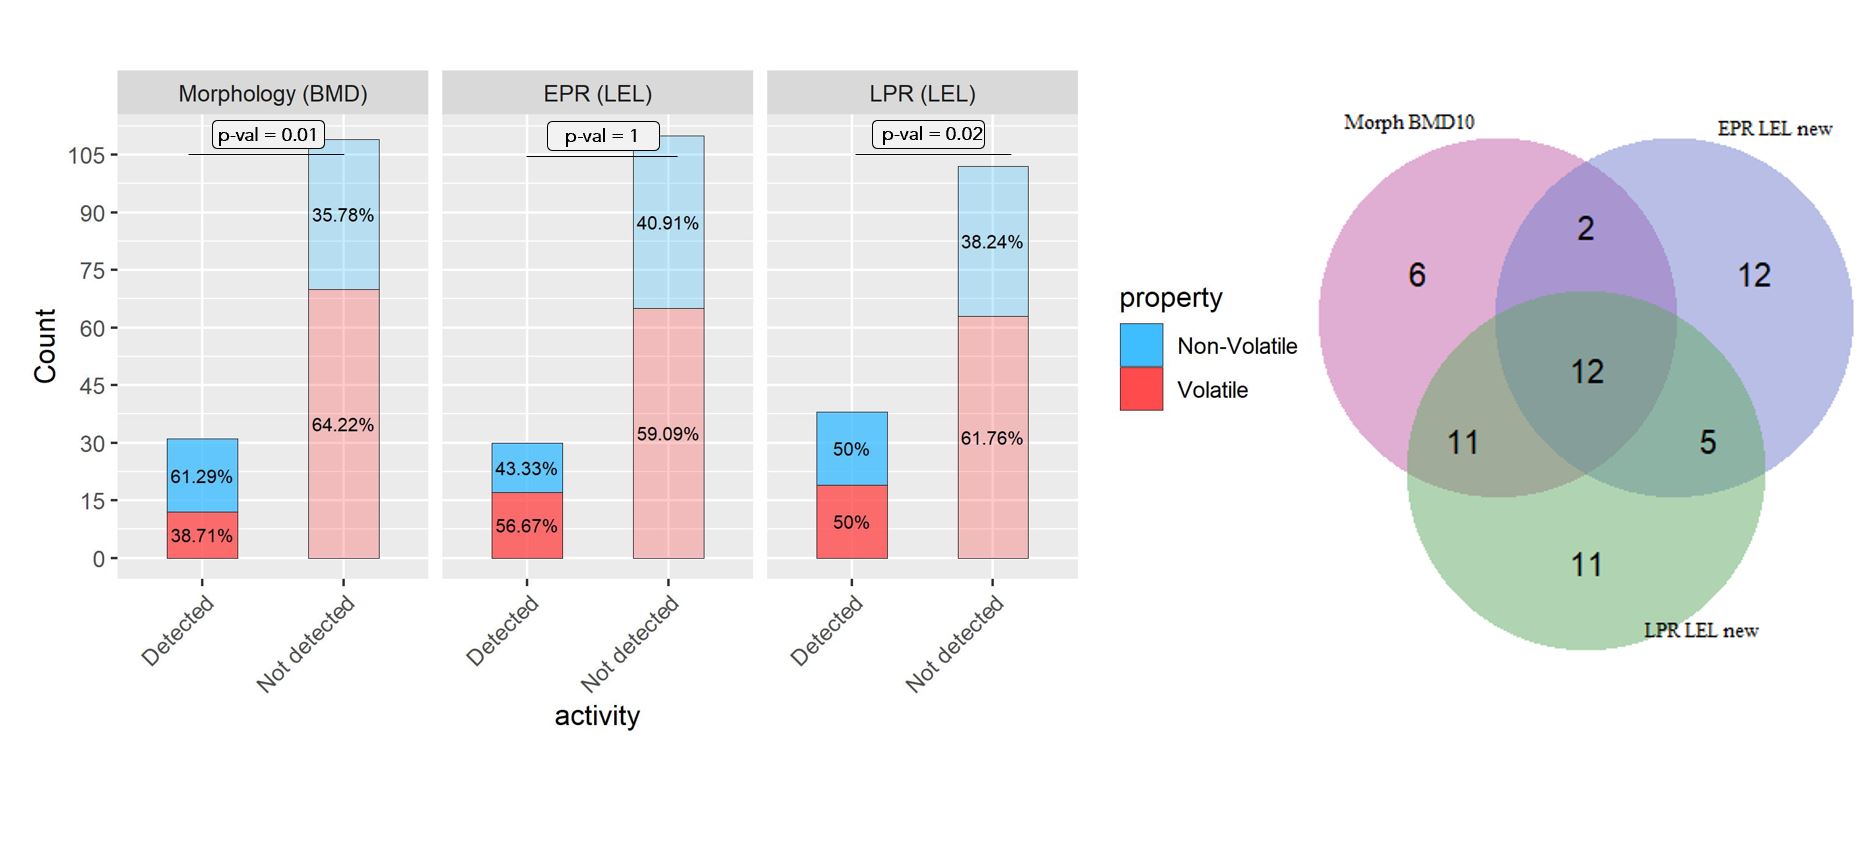 Morphology (BMD)
EPR (LEL)
LPR (LEL)
p-val = 0.01
p-val = 1
p-val = 0.02
Count
105
90
75
60
45
30
15
0
35.78%
64.22%
61.29%
38.71%
40.91%
59.09%
43.33%
56.67%
38.24%
61.76%
50%
50%
Detected
Not detected
Detected
Not detected
Detected
Not detected
activity
property
Non-Volatile
Volatile
Morph BMD10
EPR LEL new
2
6
12
12
11
5
11
LPR LEL new